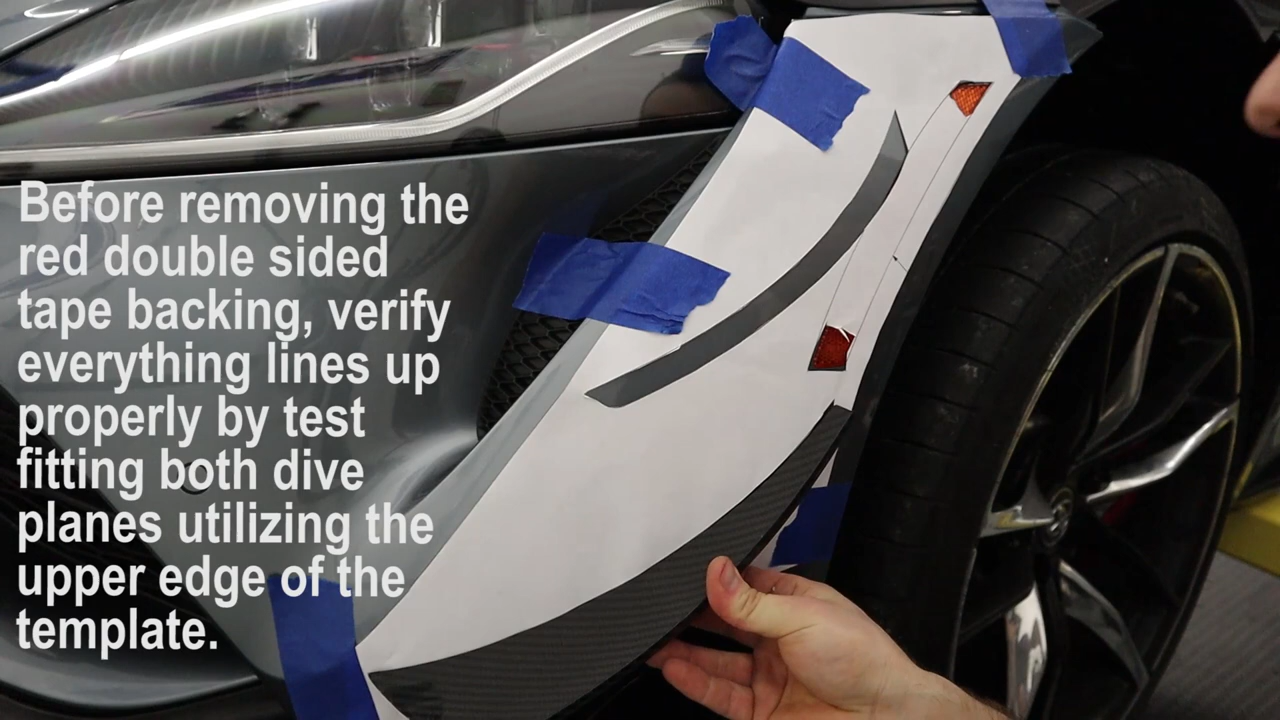 Before removing the
red double sided
tape backing, verify
everything lines up
properly by test
fitting both dive
planes utilizing the
upper edge of the
template.